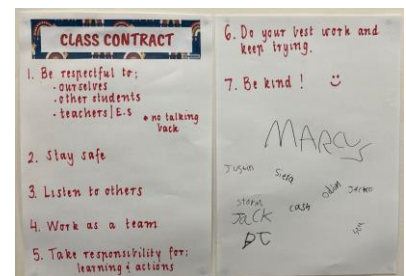 CLASS CONTRACT
1. Be respectful to:
- ourselves
- other students
- teachers/E.S
* no talking
back
2. Stay safe
3. Listen to others
4. Work as a team
5. Take responsibility for:
learning & actions
6. Do your best work and
keep trying.
7. Be kind!
MARCUS
Sierra
Storm
JACK
cash
DT